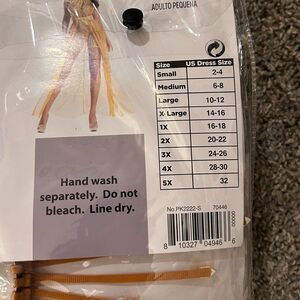 ADULTO PEQUEÑA
Size US Dress Size
Small 2-4
Medium 6-8
Large 10-12
X-Large 14-16
1X 16-18
2X 20-22
3X 24-26
4X 28-30
5X 32
Hand wash
separately. Do not
bleach. Line dry.
No.PK2222-S 70446
00000
8 10327 04946 6